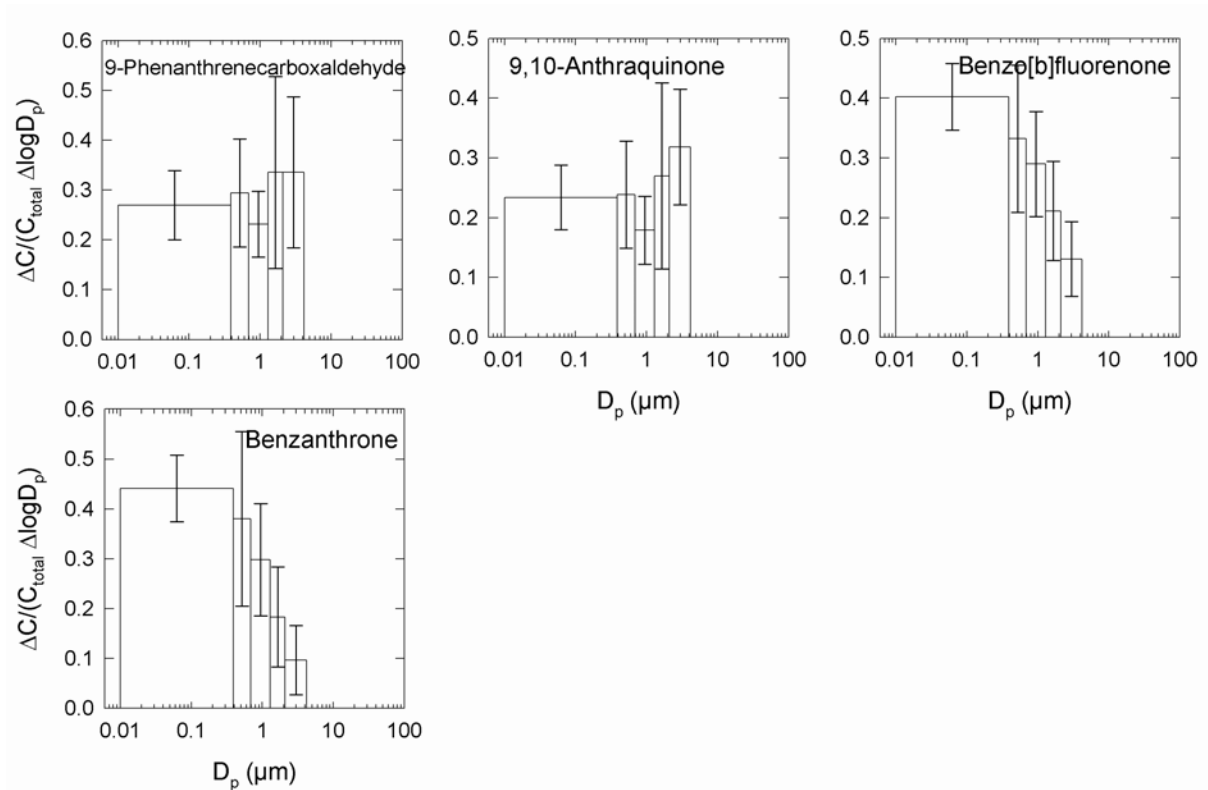 0.6
0.5
0.4
0.3
0.2
0.1
0.0
ΔC/(C_total ΔlogD_p)
9-Phenanthrenecarboxaldehyde
0.01 0.1 1 10 100
0.5
0.4
0.3
0.2
0.1
0.0
9,10-Anthraquinone
0.01 0.1 1 10 100
D_p (μm)
0.5
0.4
0.3
0.2
0.1
0.0
Benzo[b]fluorenone
0.01 0.1 1 10 100
D_p (μm)
0.6
0.5
0.4
0.3
0.2
0.1
0.0
ΔC/(C_total ΔlogD_p)
Benzanthrone
0.01 0.1 1 10 100
D_p (μm)